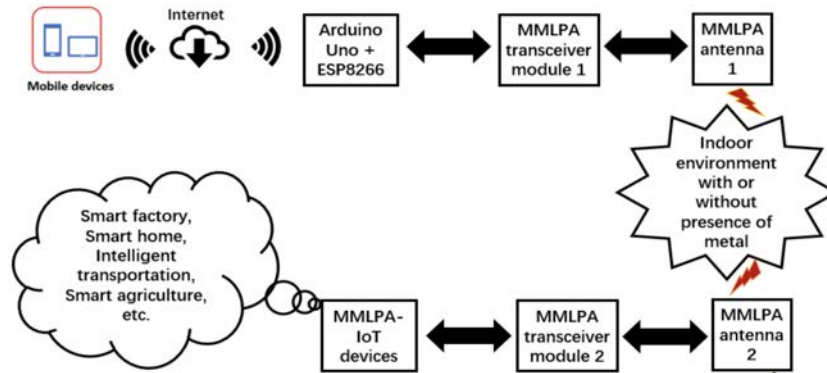 Internet
Mobile devices
Arduino
Uno +
ESP8266
MMLPA
transceiver
module 1
MMLPA
antenna
1
Indoor
environment
with or
without
presence of
metal
Smart factory,
Smart home,
Intelligent
transportation,
Smart agriculture,
etc.
MMLPA-
IoT
devices
MMLPA
transceiver
module 2
MMLPA
antenna
2